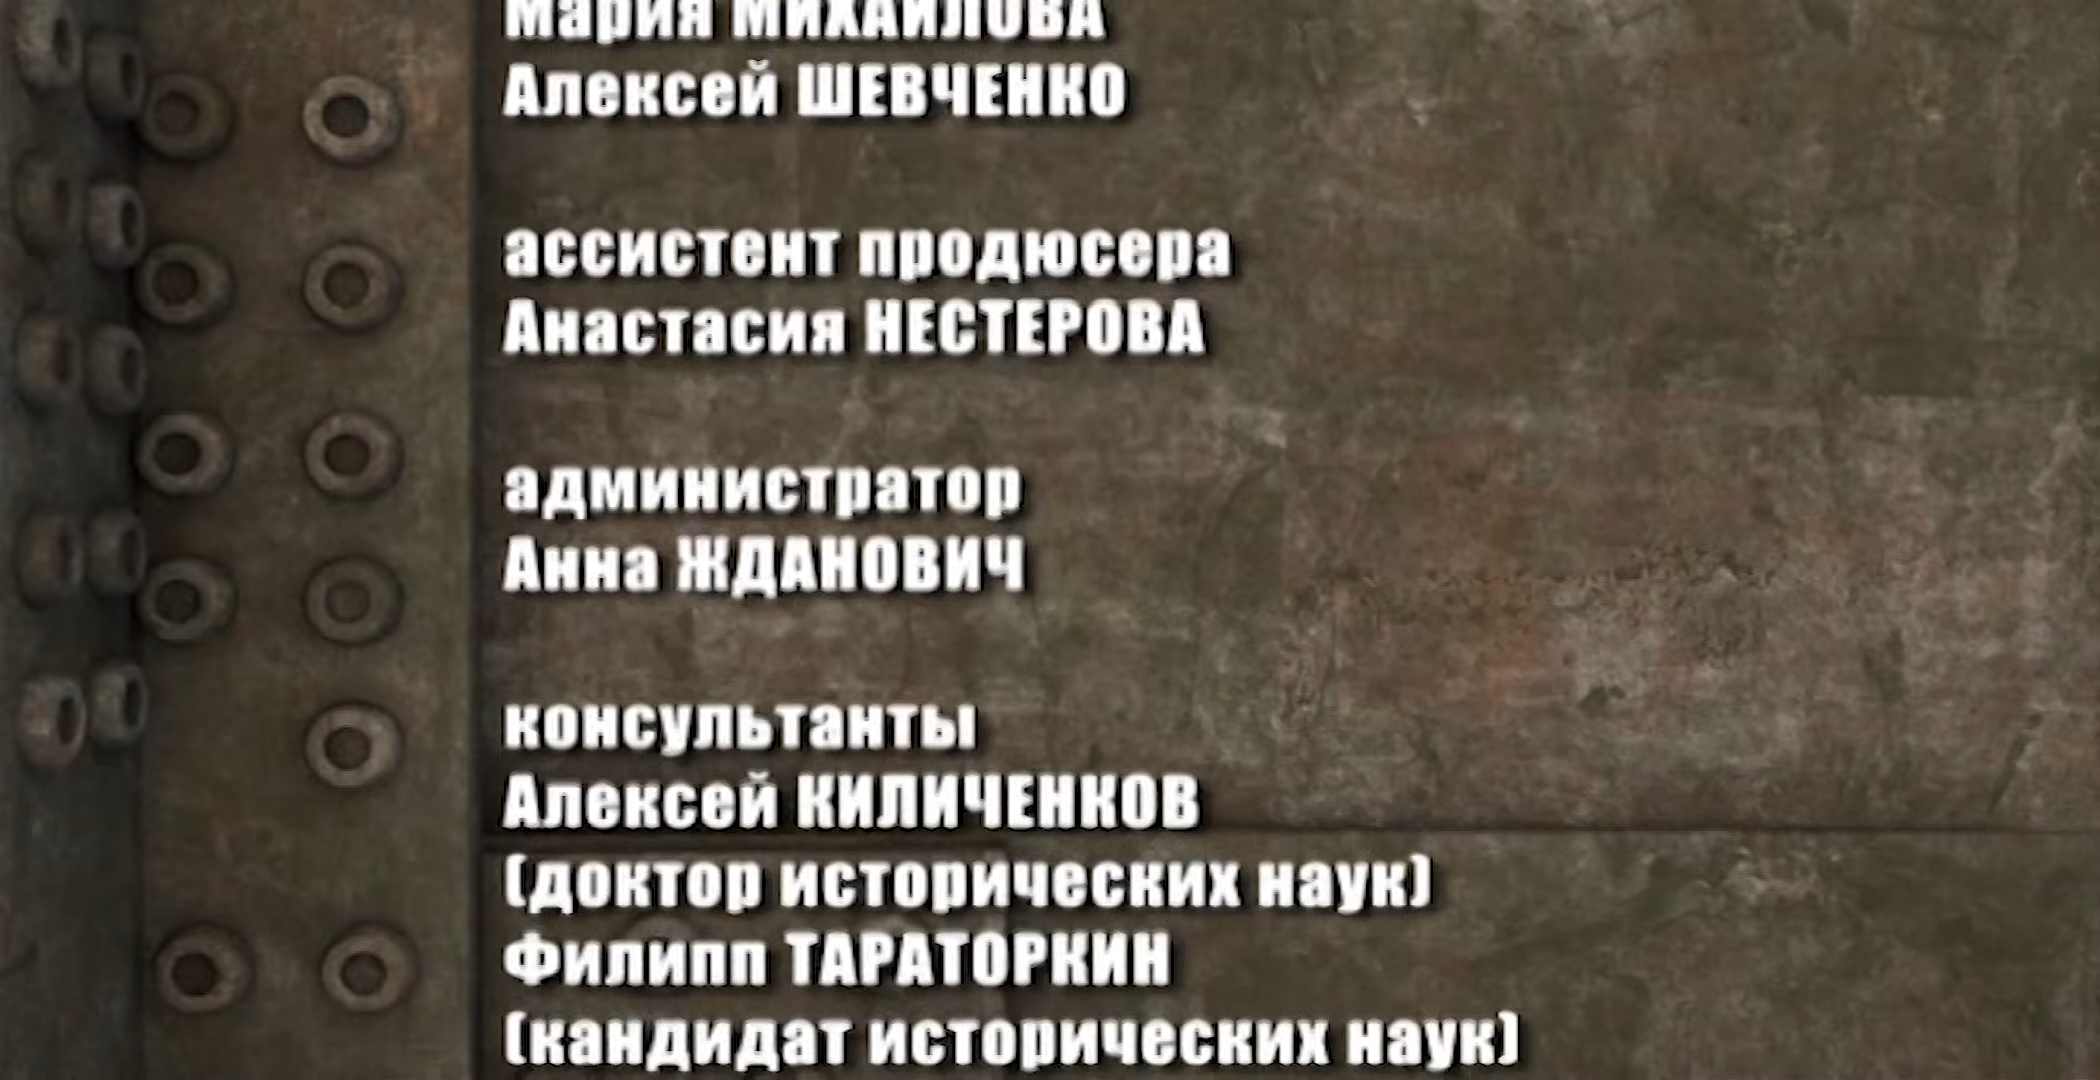 Мария МИХАЙЛОВА
Алексей ШЕВЧЕНКО
ассистент продюсера
Анастасия НЕСТЕРОВА
администратор
Анна ЖДАНОВИЧ
консультанты
Алексей КИЛИЧЕНКОВ
(доктор исторических наук)
Филипп ТАРАТОРКИН
(кандидат исторических наук)